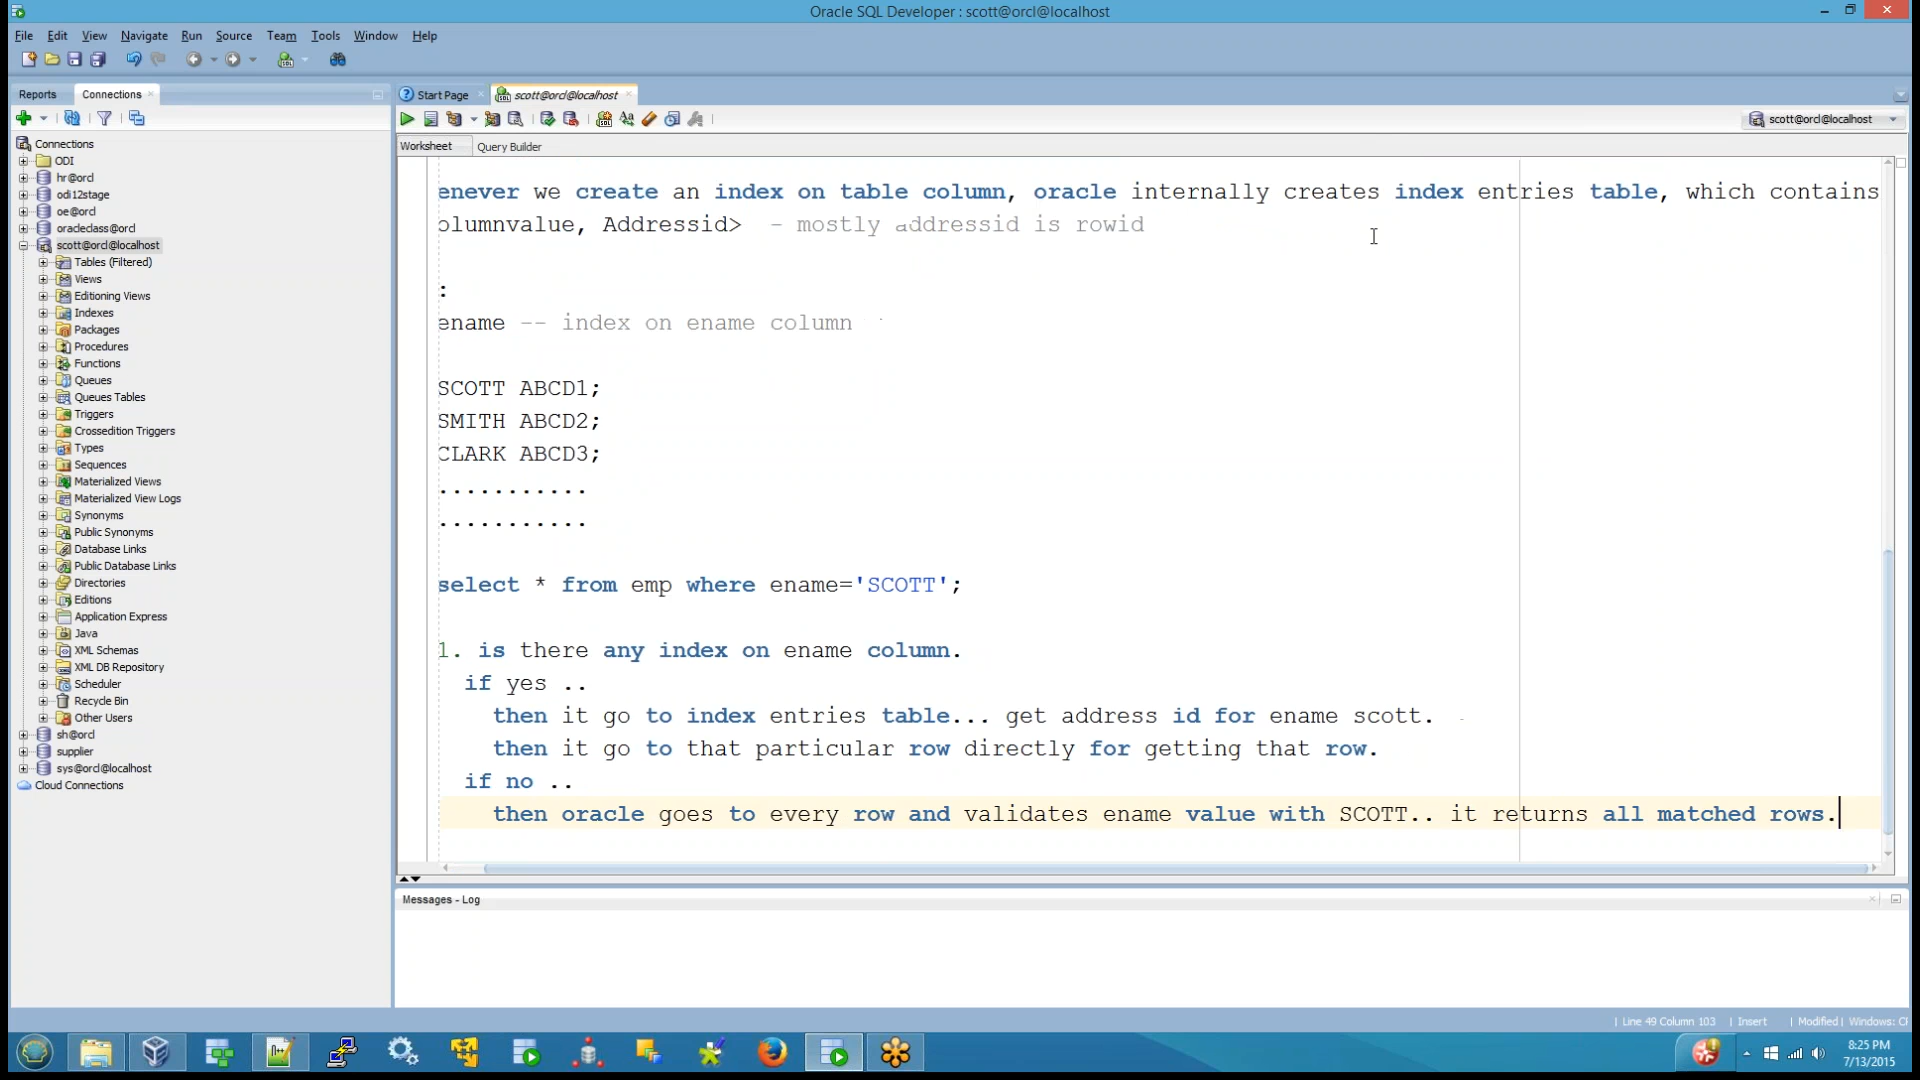 Oracle SQL Developer : scott@orcl@localhost
File Edit View Navigate Run Source Team Tools Window Help
Reports Connections
Start Page scott@orcl@localhost
scott@orcl@localhost
Worksheet Query Builder
Connections
ODI
hr@orcl
odi12stage
oe@orcl
oracleclass@orcl
scott@orcl@localhost
Tables (Filtered)
Views
Editioning Views
Indexes
Packages
Procedures
Functions
Queues
Queues Tables
Triggers
Crossedition Triggers
Types
Sequences
Materialized Views
Materialized View Logs
Synonyms
Public Synonyms
Database Links
Public Database Links
Directories
Editions
Application Express
Java
XML Schemas
XML DB Repository
Scheduler
Recycle Bin
Other Users
sh@orcl
supplier
sys@orcl@localhost
Cloud Connections
enever we create an index on table column, oracle internally creates index entries table, which contains
olumnvalue, Addressid> - mostly addressid is rowid
:
ename -- index on ename column
SCOTT ABCD1;
SMITH ABCD2;
CLARK ABCD3;
...........
...........
select * from emp where ename='SCOTT';
1. is there any index on ename column.
if yes ..
then it go to index entries table... get address id for ename scott.
then it go to that particular row directly for getting that row.
if no ..
then oracle goes to every row and validates ename value with SCOTT.. it returns all matched rows.
Messages - Log
Line 49 Column 103 Insert Modified Windows:
8:25 PM
7/13/2015